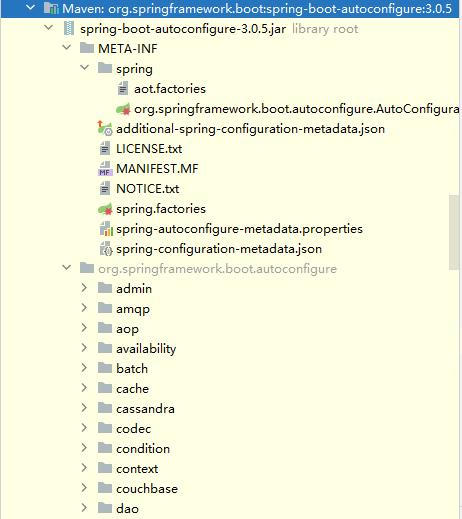 Maven: org.springframework.boot:spring-boot-autoconfigure:3.0.5
spring-boot-autoconfigure-3.0.5.jar library root
META-INF
spring
aot.factories
org.springframework.boot.autoconfigure.AutoConfigura
additional-spring-configuration-metadata.json
LICENSE.txt
MF MANIFEST.MF
NOTICE.txt
spring.factories
spring-autoconfigure-metadata.properties
spring-configuration-metadata.json
org.springframework.boot.autoconfigure
admin
amqp
aop
availability
batch
cache
cassandra
codec
condition
context
couchbase
dao